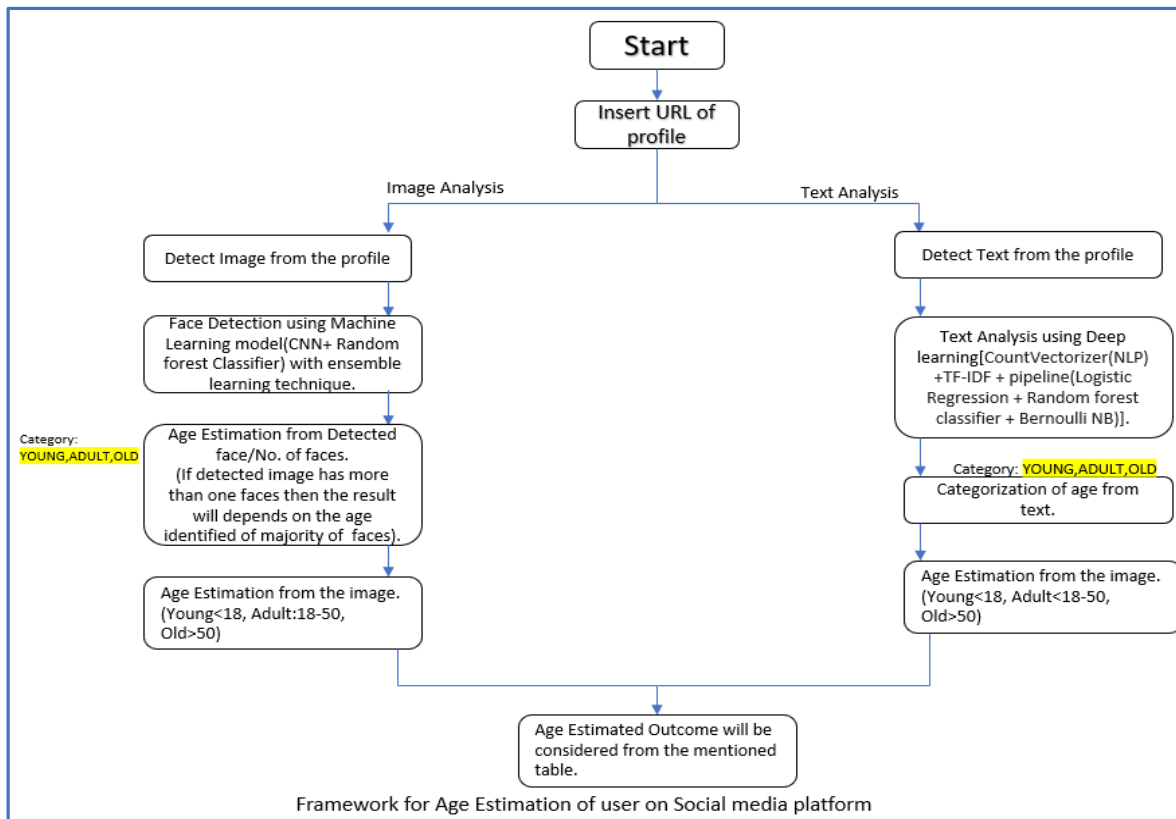 Start
Insert URL of
profile
Image Analysis
Text Analysis
Detect Image from the profile
Face Detection using Machine
Learning model(CNN+ Random
forest Classifier) with ensemble
learning technique.
Category:
YOUNG,ADULT,OLD
Age Estimation from Detected
face/No. of faces.
(If detected image has more
than one faces then the result
will depends on the age
identified of majority of faces).
Age Estimation from the image.
(Young<18, Adult:18-50,
Old>50)
Detect Text from the profile
Text Analysis using Deep
learning[CountVectorizer(NLP)
+TF-IDF + pipeline(Logistic
Regression + Random forest
classifier + Bernoulli NB)].
Category: YOUNG,ADULT,OLD
Categorization of age from
text.
Age Estimation from the image.
(Young<18, Adult<18-50,
Old>50)
Age Estimated Outcome will be
considered from the mentioned
table.
Framework for Age Estimation of user on Social media platform